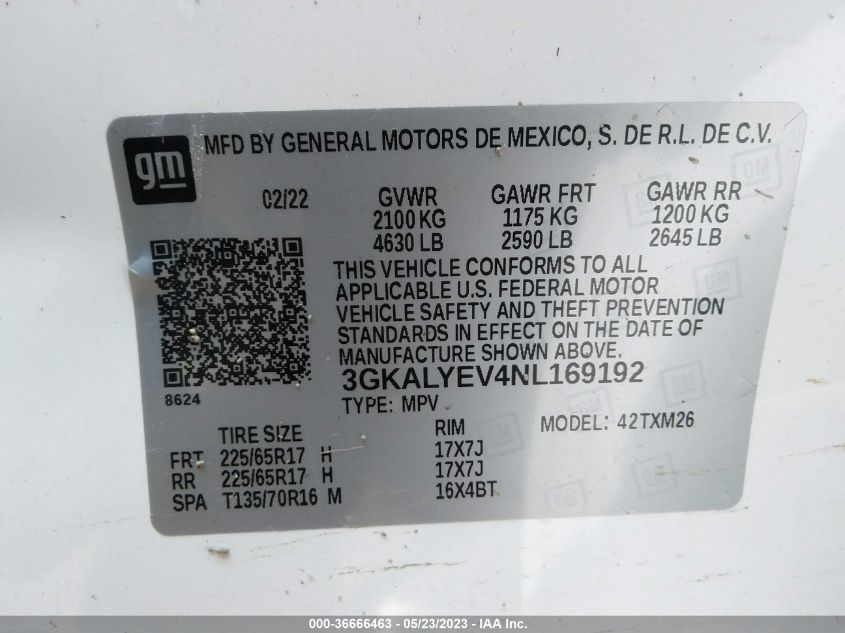 gm MFD BY GENERAL MOTORS DE MEXICO, S. DE R.L. DE C.V.
02/22 GVWR GAWR FRT GAWR RR
2100 KG 1175 KG 1200 KG
4630 LB 2590 LB 2645 LB
THIS VEHICLE CONFORMS TO ALL
APPLICABLE U.S. FEDERAL MOTOR
VEHICLE SAFETY AND THEFT PREVENTION
STANDARDS IN EFFECT ON THE DATE OF
MANUFACTURE SHOWN ABOVE.
3GKALYEV4NL169192
8624
TYPE: MPV MODEL: 42TXM26
TIRE SIZE RIM
FRT 225/65R17 H 17X7J
RR 225/65R17 H 17X7J
SPA T135/70R16 M 16X4BT
000-36666463 - 05/23/2023 - IAAI.com